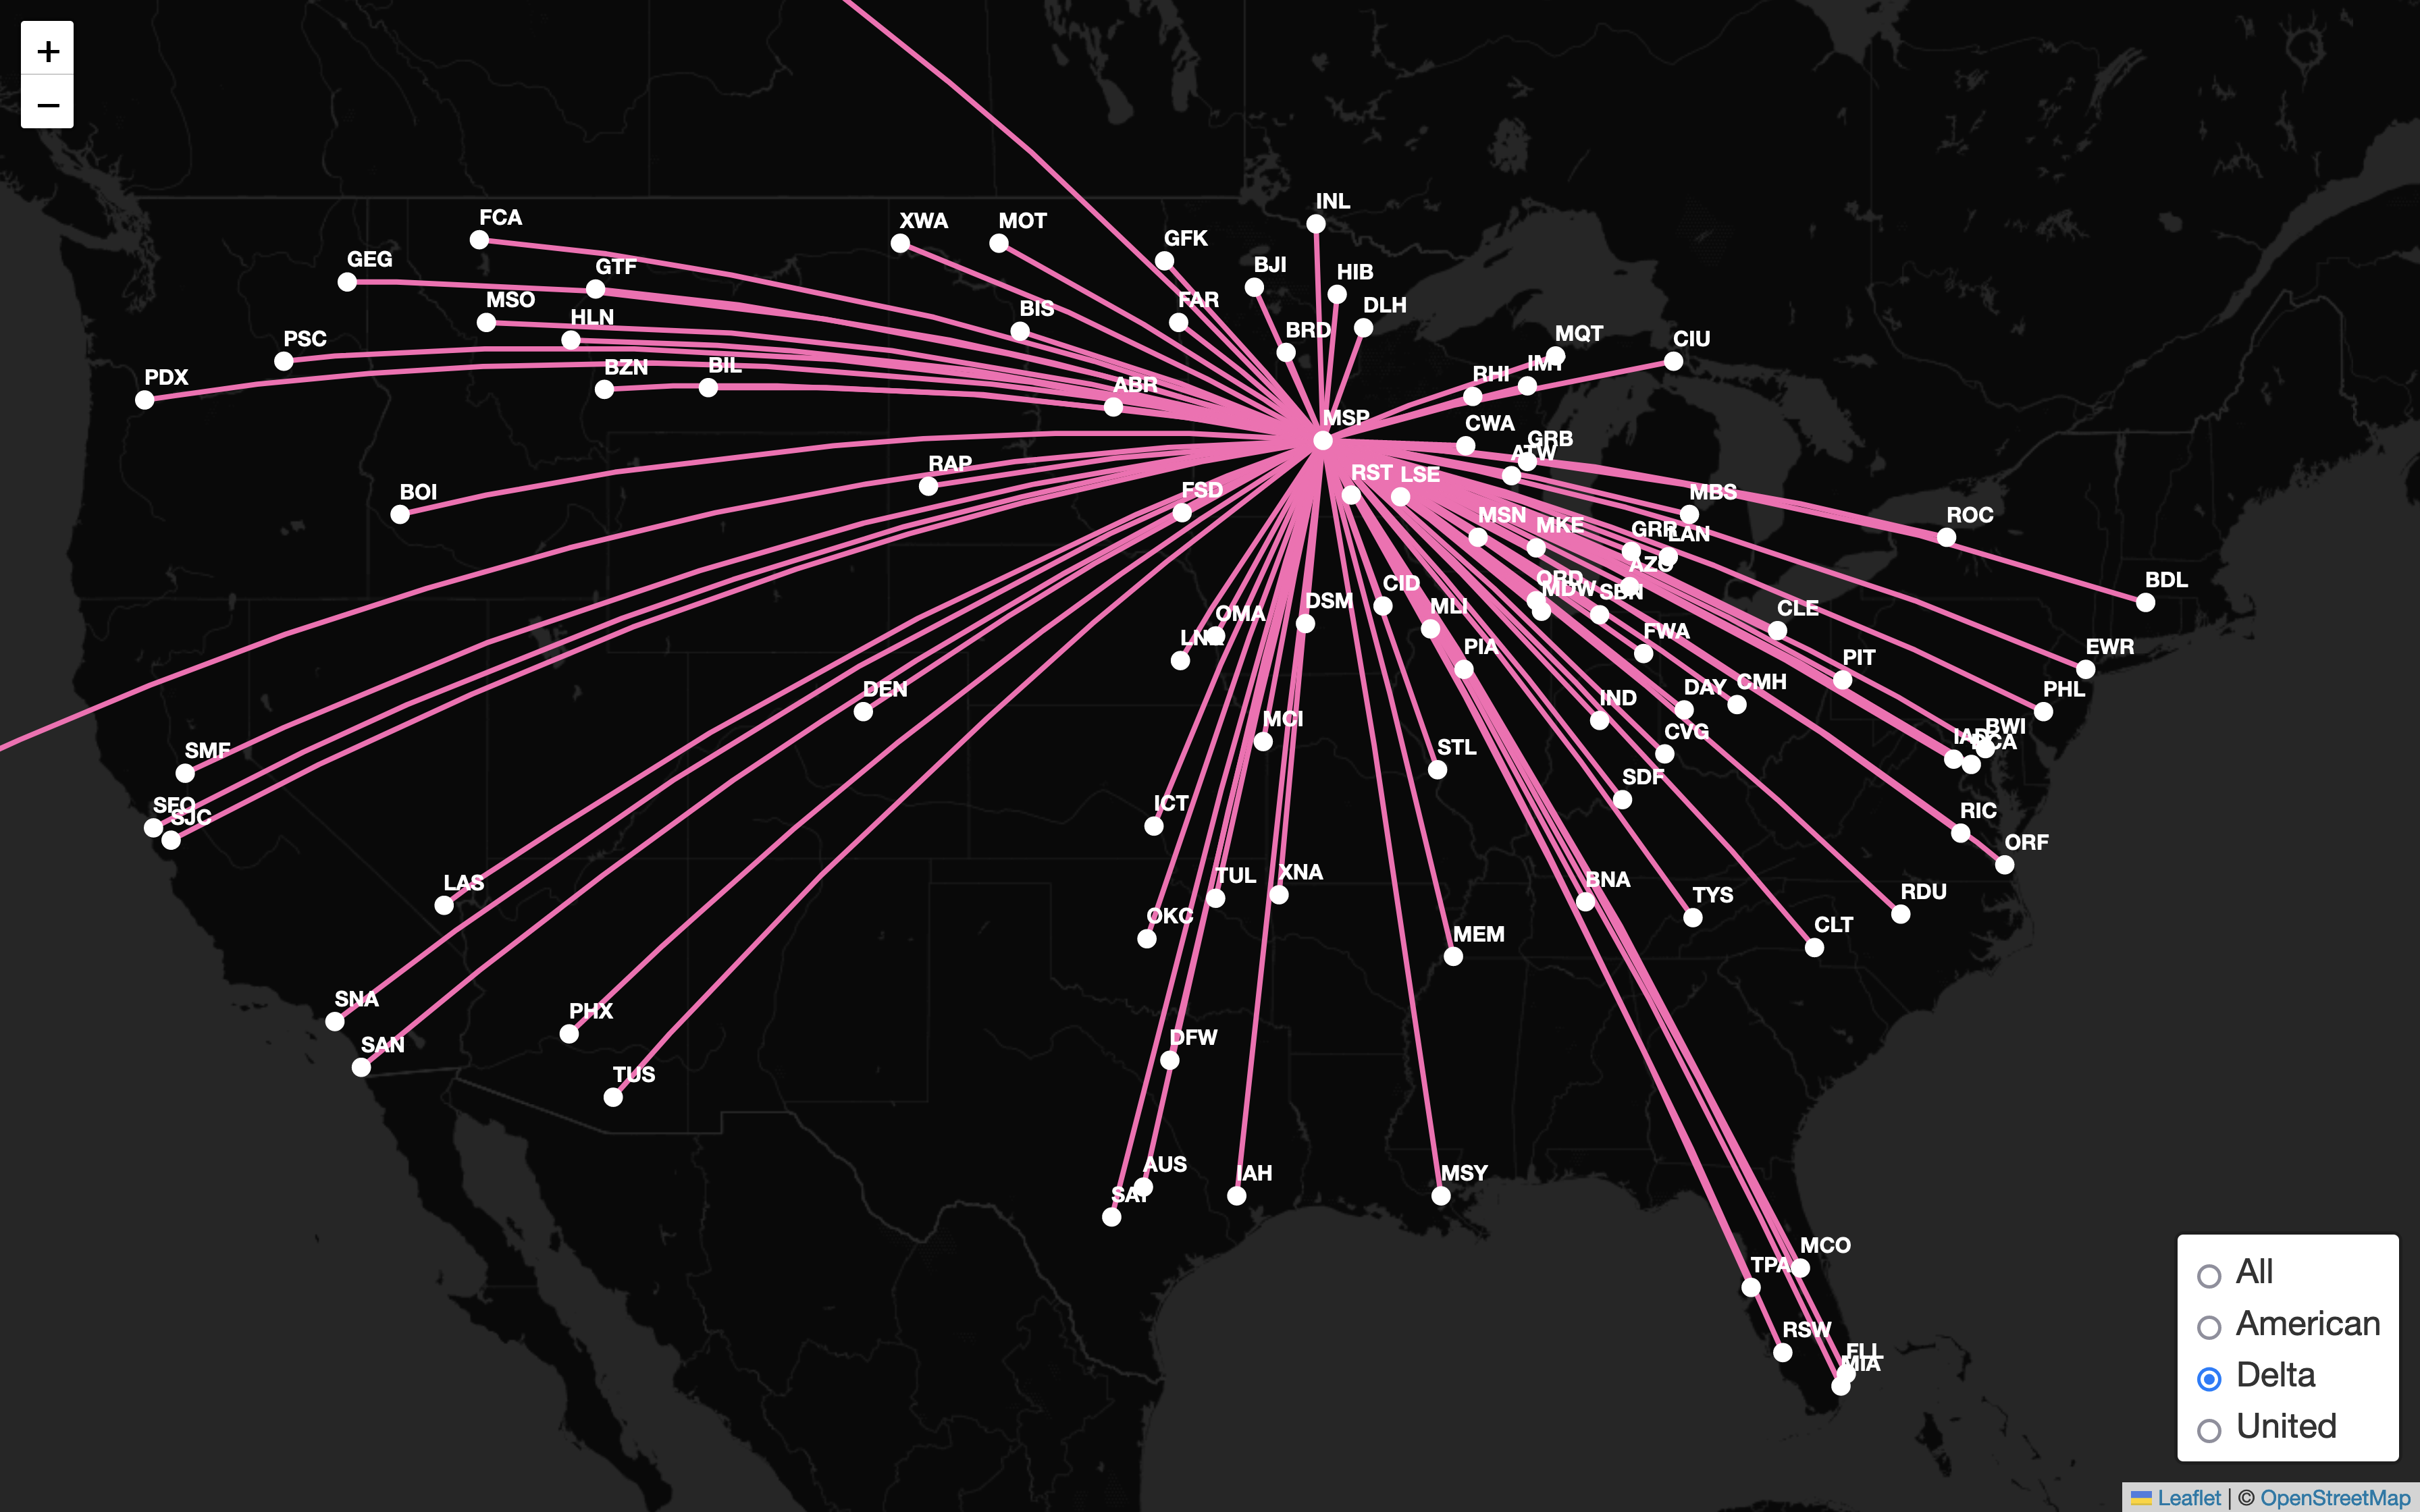 +
−
INL
FCA
XWA
MOT
GFK
GEG
GTF
BJI
HIB
MSO
HLN
BIS
FAR
DLH
PSC
BRD
MQT
CIU
PDX
BZN
BIL
ABR
RHI
MSP
CWA
GRB
ATW
BOI
RAP
FSD
RST
LSE
MBS
MSN
MKE
GRR
LAN
ROC
AZO
ORD
MDW
SBN
BDL
CID
DSM
MLI
OMA
CLE
FWA
PIA
PIT
EWR
DEN
IND
DAY
CMH
PHL
MCI
CVG
BWI
IAD
DCA
SMF
STL
SDF
SFO
SJC
ICT
RIC
ORF
LAS
TUL
XNA
BNA
TYS
RDU
OKC
MEM
CLT
SNA
PHX
SAN
DFW
TUS
AUS
IAH
MSY
SAT
MCO
TPA
RSW
FLL
MIA
All
American
Delta
United
Leaflet | © OpenStreetMap